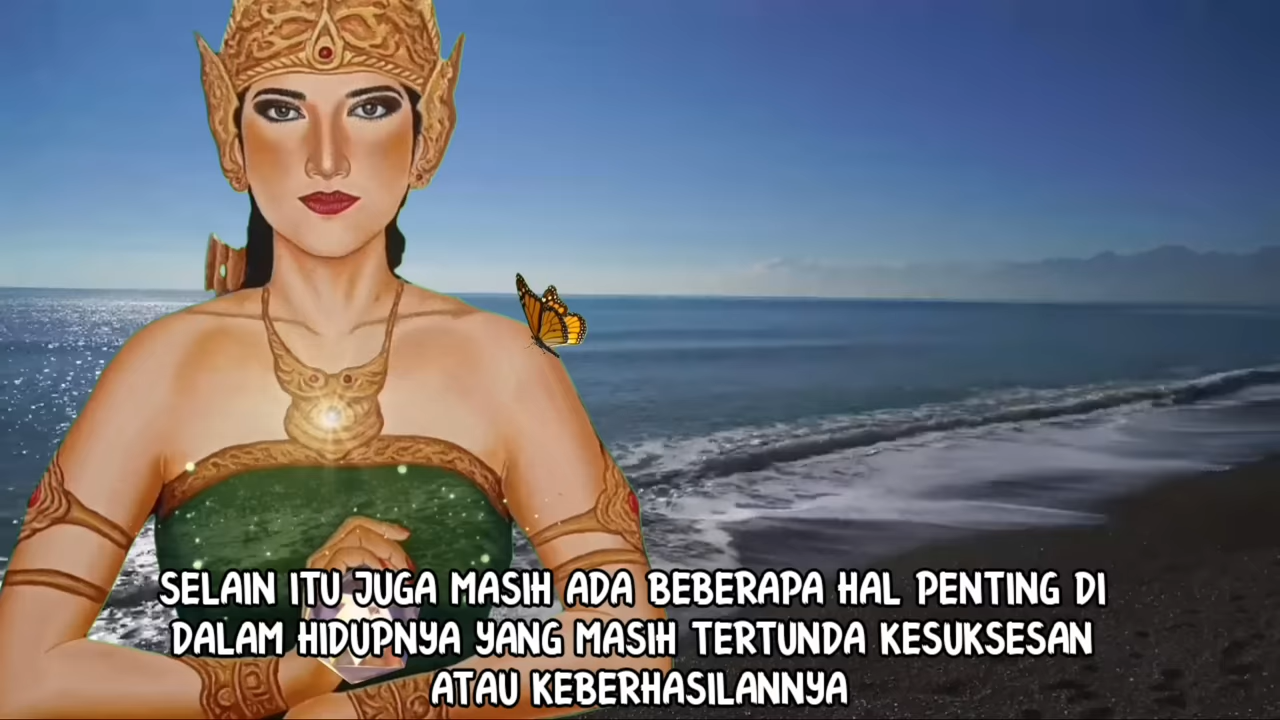 SELAIN ITU JUGA MASIH ADA BEBERAPA HAL PENTING DI
DALAM HIDUPNYA YANG MASIH TERTUNDA KESUKSESAN
ATAU KEBERHASILANNYA